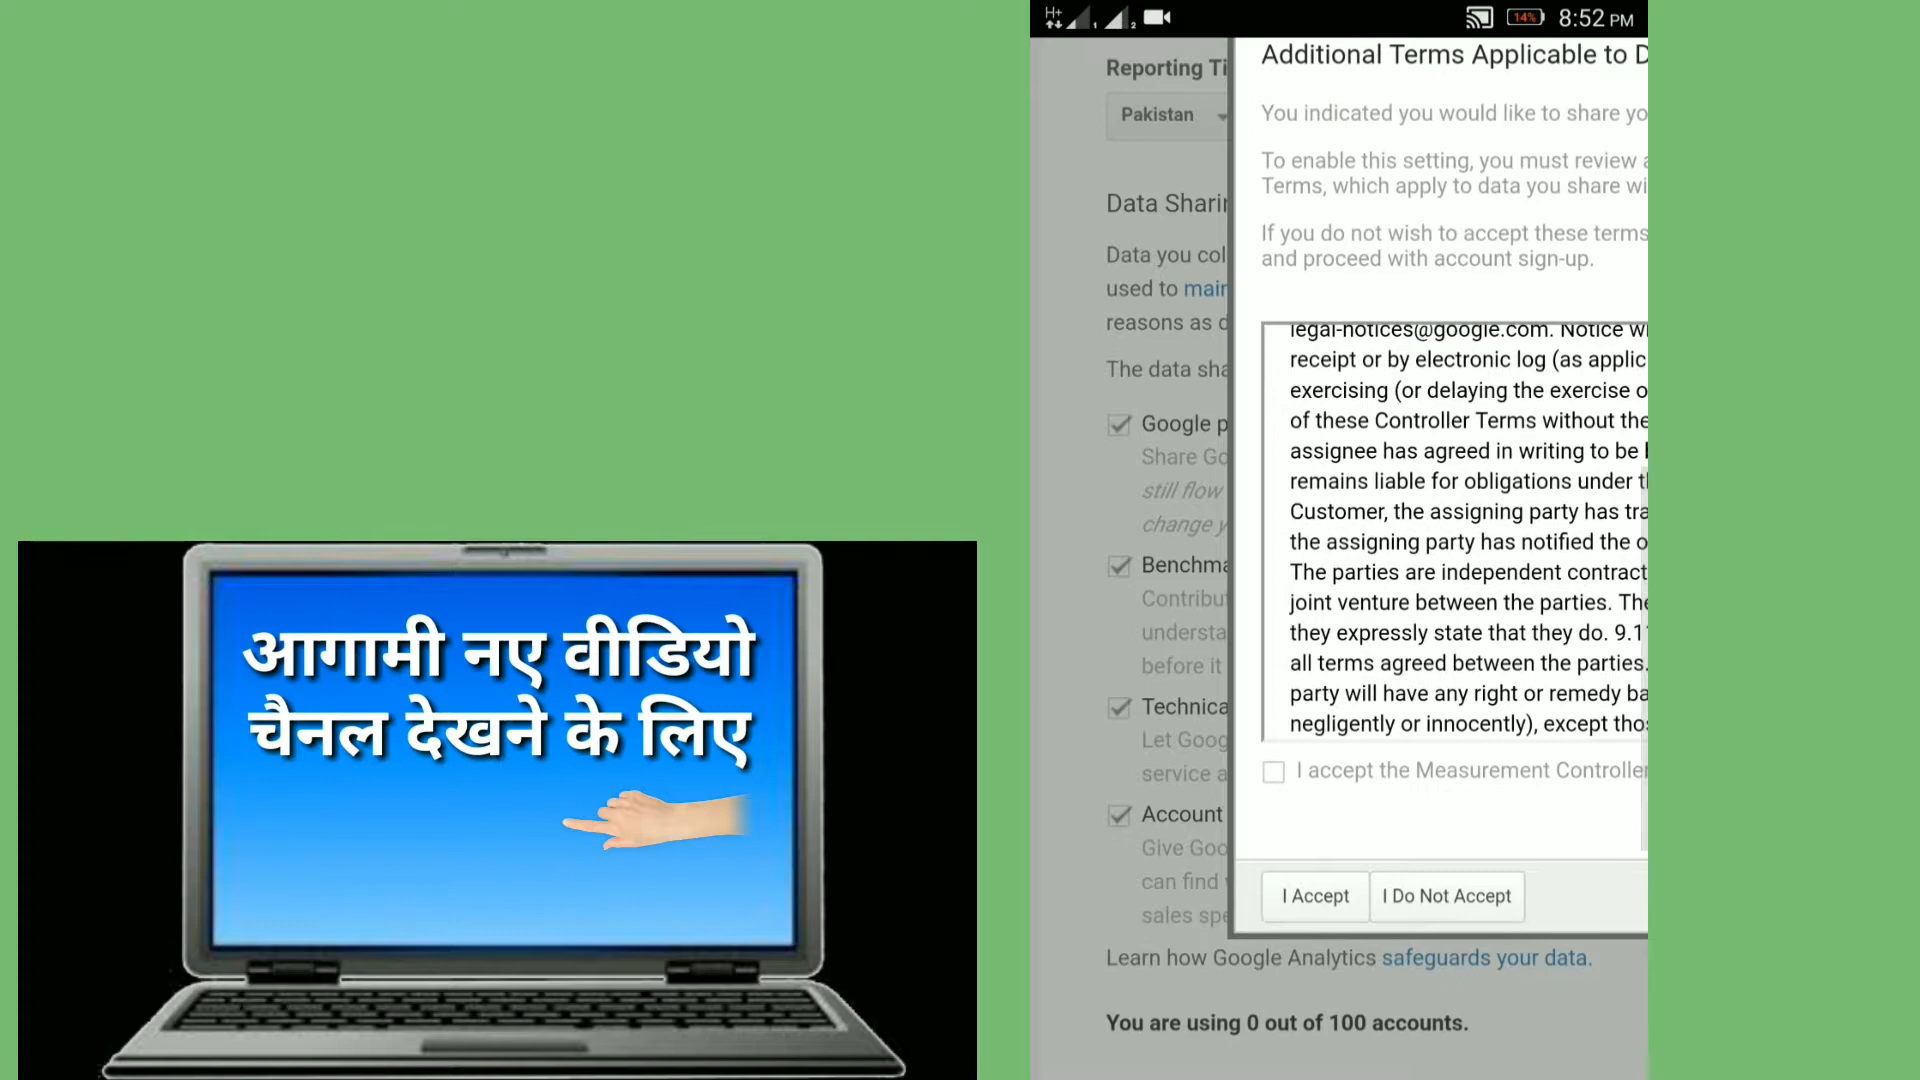 आगामी नए वीडियो
चैनल देखने के लिए
H+
1
2
14%
8:52 PM
Reporting Ti
Pakistan
Data Sharin
Data you col
used to main
reasons as d
The data sha
Google p
Share Go
still flow
change y
Benchma
Contribut
understa
before it
Technica
Let Goog
service a
Account
Give Goo
can find
sales spe
Learn how Google Analytics safeguards your data.
You are using 0 out of 100 accounts.
Additional Terms Applicable to D
You indicated you would like to share yo
To enable this setting, you must review a
Terms, which apply to data you share wi
If you do not wish to accept these terms
and proceed with account sign-up.
legal-notices@google.com. Notice wi
receipt or by electronic log (as applic
exercising (or delaying the exercise o
of these Controller Terms without the
assignee has agreed in writing to be b
remains liable for obligations under th
Customer, the assigning party has tra
the assigning party has notified the o
The parties are independent contract
joint venture between the parties. The
they expressly state that they do. 9.11
all terms agreed between the parties.
party will have any right or remedy ba
negligently or innocently), except thos
I accept the Measurement Controller
I Accept
I Do Not Accept